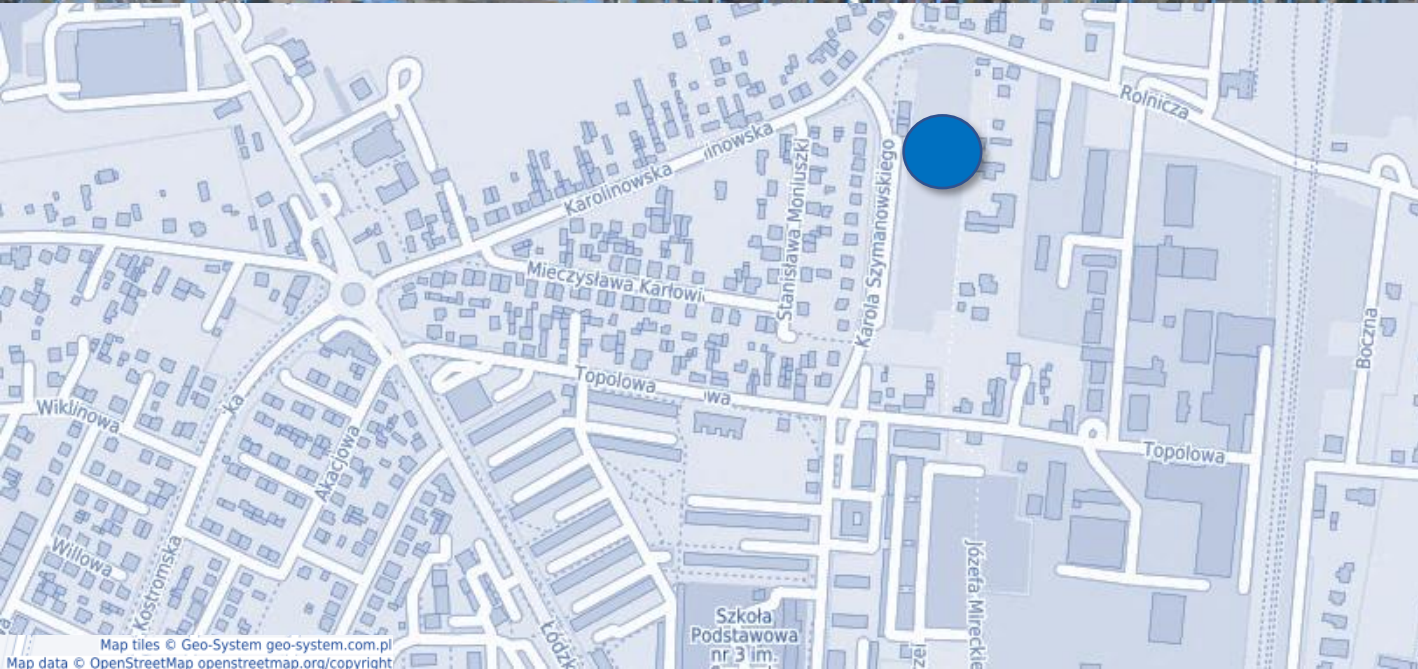 Rolnicza
inowska
Karolinowska
Stanisława Moniuszki
Karola Szymanowskiego
Mieczysława Karłowi
Boczna
Topolowa
wa
Wiklinowa
ka
Akacjowa
Topolowa
Willowa
Kostromska
Józefa Mireckie
Szkoła
Podstawowa
nr 3 im.
Łódzk
Map tiles © Geo-System geo-system.com.pl
Map data © OpenStreetMap openstreetmap.org/copyright